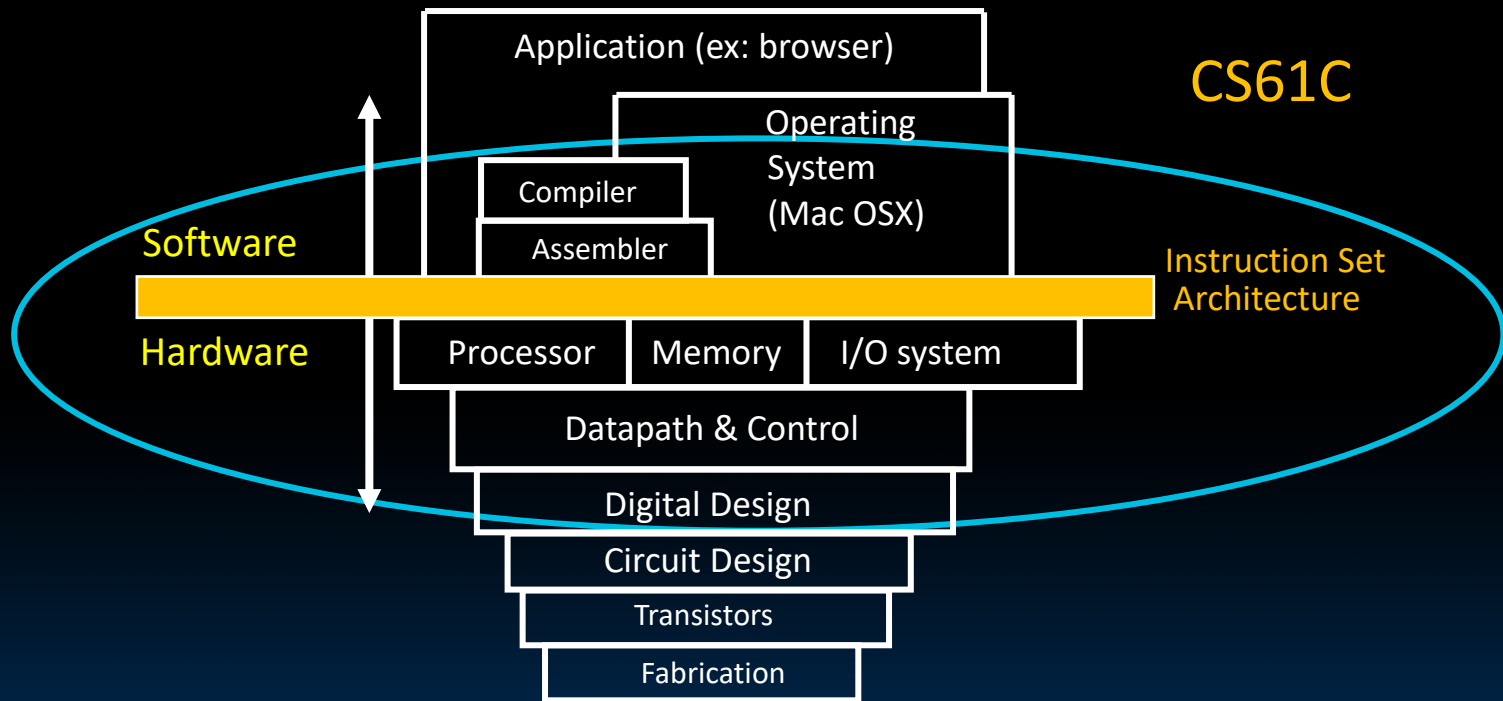 Application (ex: browser)
CS61C
Operating
System
(Mac OSX)
Compiler
Assembler
Software
Instruction Set
Architecture
Hardware
Processor
Memory
I/O system
Datapath & Control
Digital Design
Circuit Design
Transistors
Fabrication